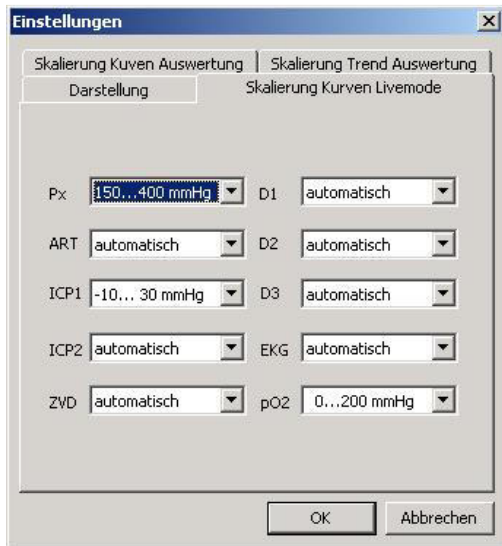 Einstellungen
Skalierung Kuven Auswertung Skalierung Trend Auswertung
Darstellung Skalierung Kurven Livemode
Px 150...400 mmHg D1 automatisch
ART automatisch D2 automatisch
ICP1 -10... 30 mmHg D3 automatisch
ICP2 automatisch EKG automatisch
ZVD automatisch pO2 0...200 mmHg
OK Abbrechen